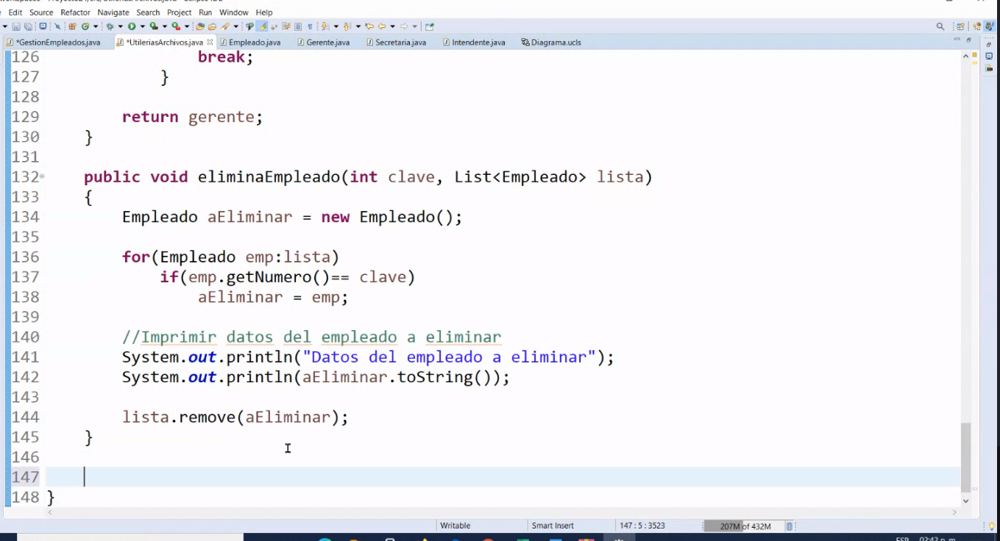 Edit Source Refactor Navigate Search Project Run Window Help
*GestionEmpleados.java *UtileriasArchivos.java Empleado.java Gerente.java Secretaria.java Intendente.java Diagrama.ucls
126 break;
127 }
128
129 return gerente;
130 }
131
132 public void eliminaEmpleado(int clave, List<Empleado> lista)
133 {
134 Empleado aEliminar = new Empleado();
135
136 for(Empleado emp:lista)
137 if(emp.getNumero()== clave)
138 aEliminar = emp;
139
140 //Imprimir datos del empleado a eliminar
141 System.out.println("Datos del empleado a eliminar");
142 System.out.println(aEliminar.toString());
143
144 lista.remove(aEliminar);
145 }
146
147
148 }
Writable Smart Insert 147 : 5 : 3523 207M of 432M